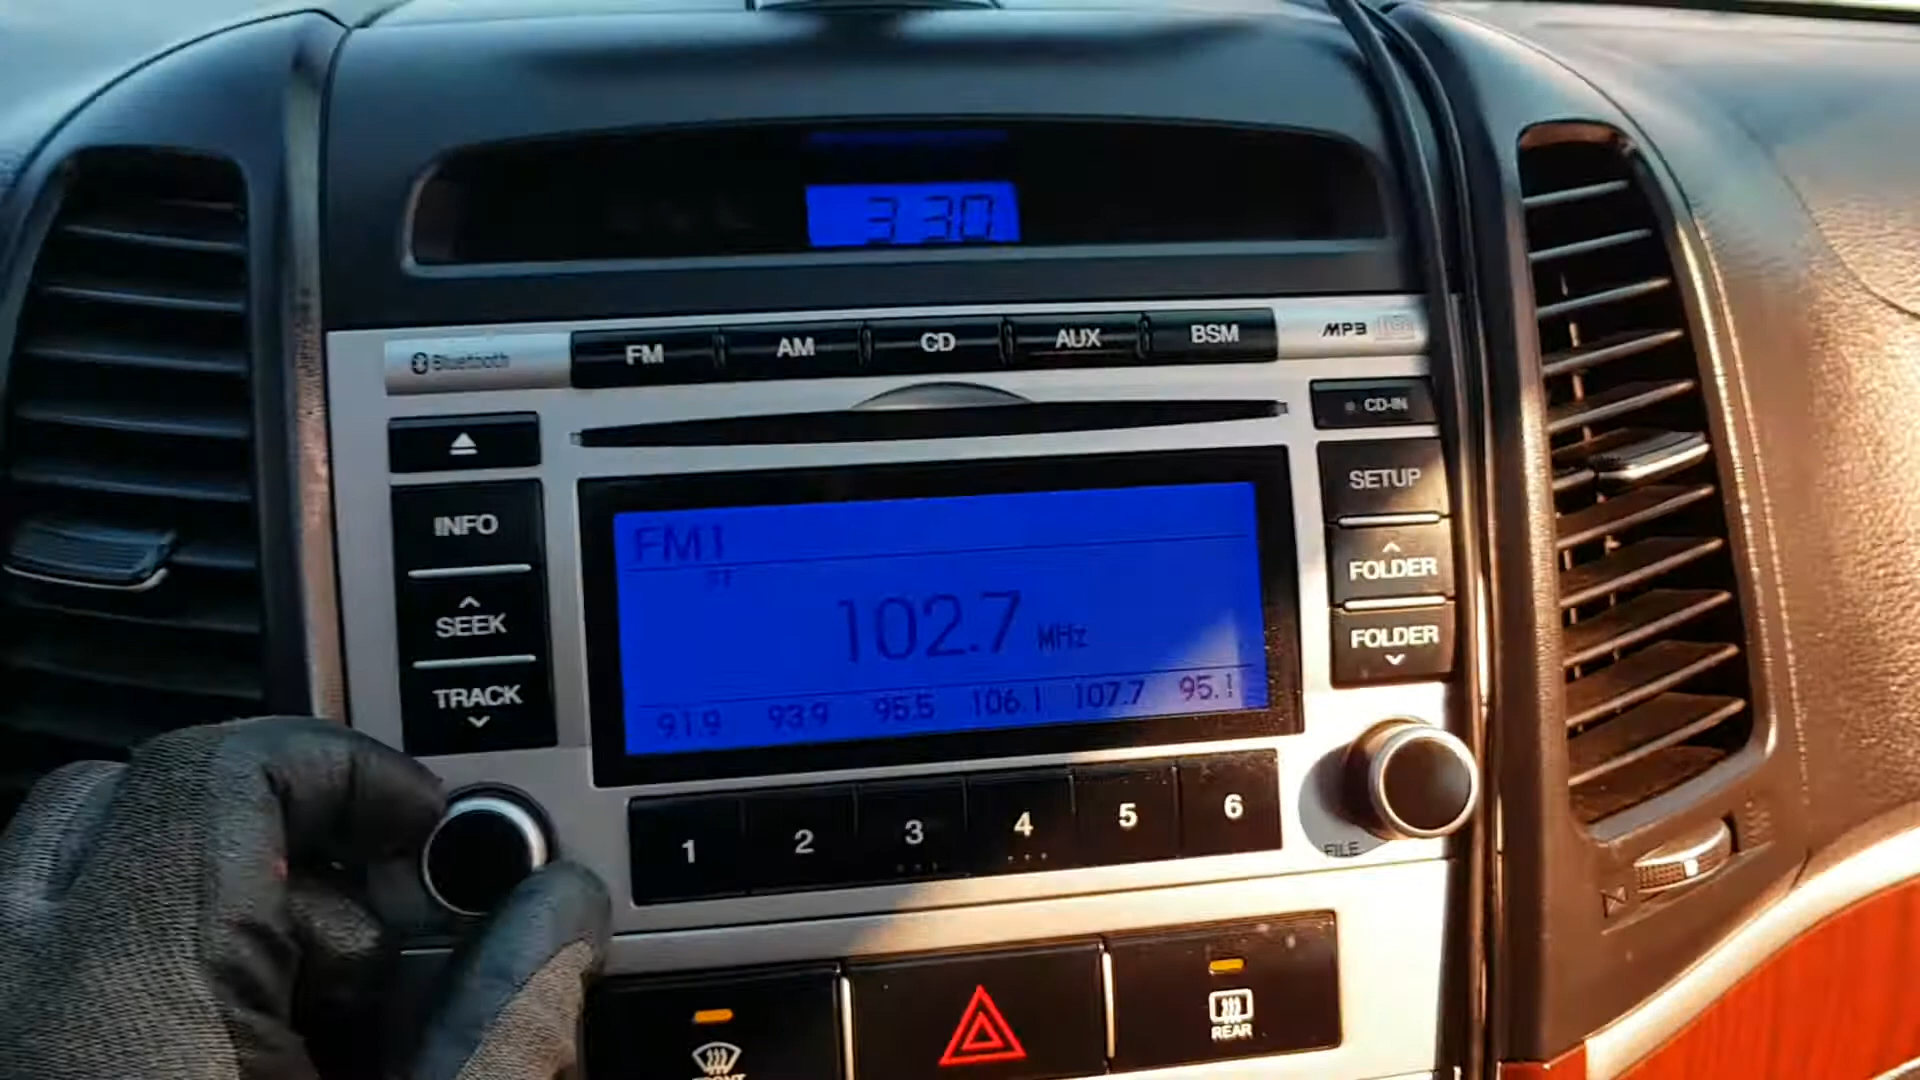 3 30
Bluetooth
FM AM CD AUX BSM
MP3
CD-IN
INFO
SETUP
FM1
SEEK
FOLDER
102.7 MHz
FOLDER
TRACK
91.9 93.9 95.5 106.1 107.7 95.1
1 2 3 4 5 6
FILE
REAR
FRONT